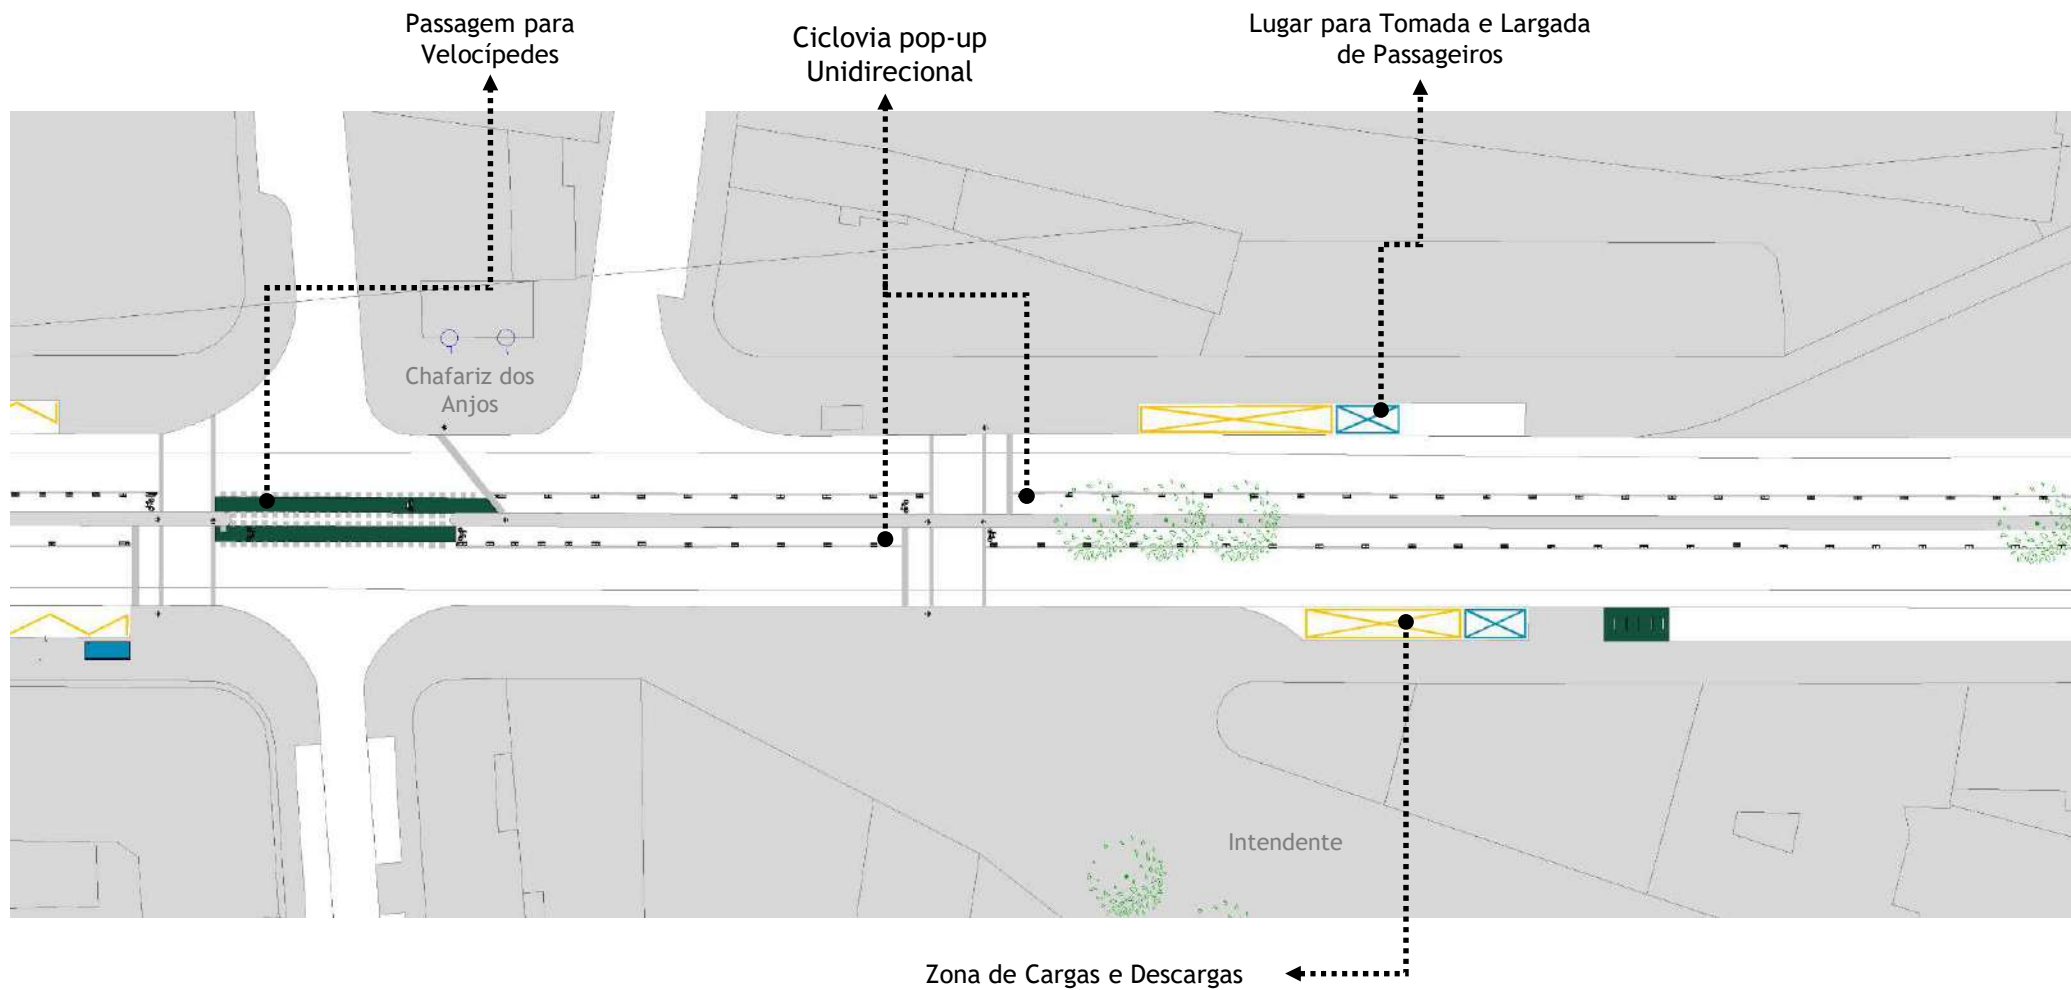 Passagem para
Velocípedes
Ciclovia pop-up
Unidirecional
Lugar para Tomada e Largada
de Passageiros
Chafariz dos
Anjos
Intendente
Zona de Cargas e Descargas